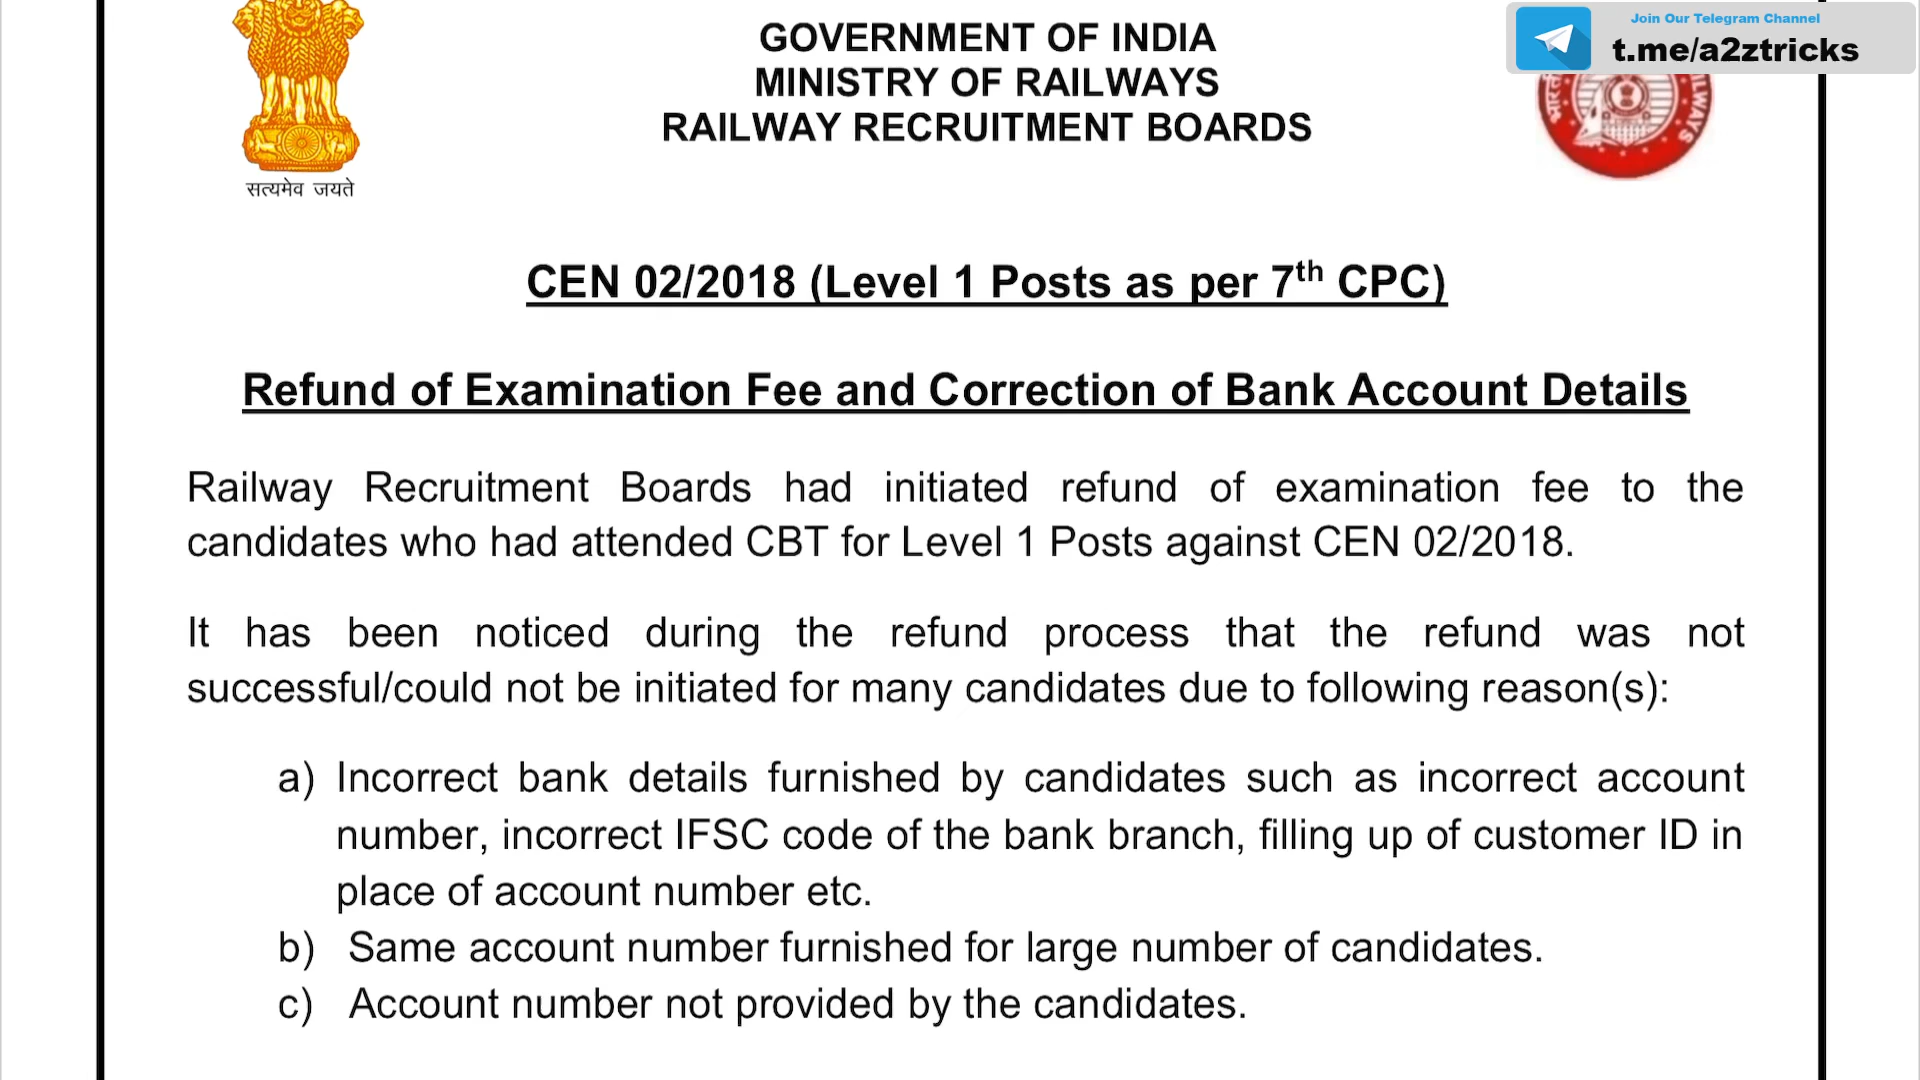 Join Our Telegram Channel
t.me/a2ztricks
GOVERNMENT OF INDIA
MINISTRY OF RAILWAYS
RAILWAY RECRUITMENT BOARDS
सत्यमेव जयते
CEN 02/2018 (Level 1 Posts as per 7th CPC)
Refund of Examination Fee and Correction of Bank Account Details
Railway Recruitment Boards had initiated refund of examination fee to the
candidates who had attended CBT for Level 1 Posts against CEN 02/2018.
It has been noticed during the refund process that the refund was not
successful/could not be initiated for many candidates due to following reason(s):
a) Incorrect bank details furnished by candidates such as incorrect account
number, incorrect IFSC code of the bank branch, filling up of customer ID in
place of account number etc.
b) Same account number furnished for large number of candidates.
c) Account number not provided by the candidates.